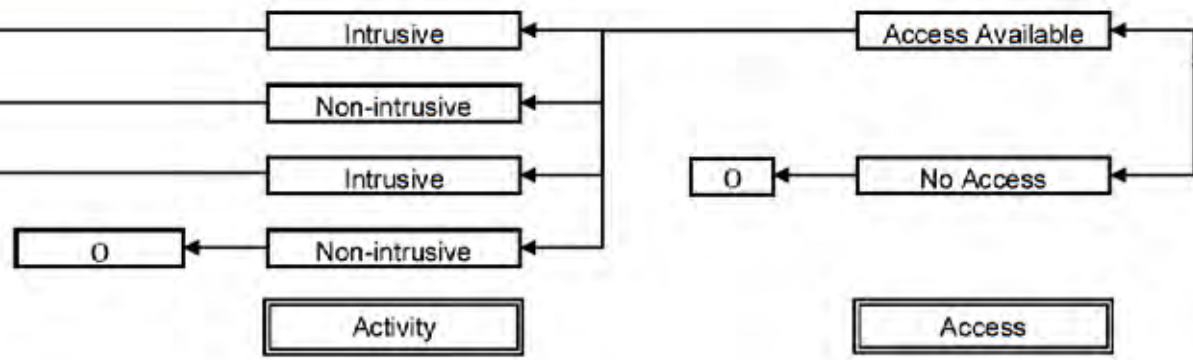 Intrusive
Access Available
Non-intrusive
Intrusive
O
No Access
O
Non-intrusive
Activity
Access